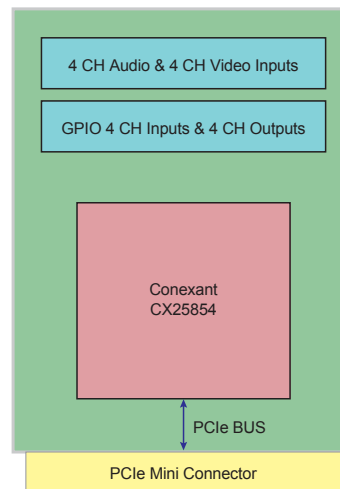 4 CH Audio & 4 CH Video Inputs
GPIO 4 CH Inputs & 4 CH Outputs
Conexant
CX25854
PCIe BUS
PCIe Mini Connector